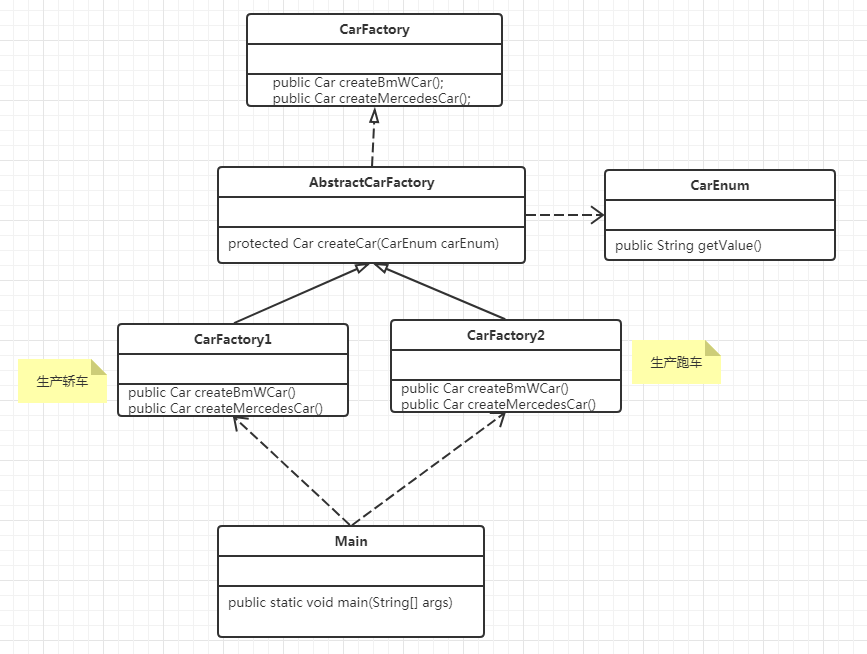 CarFactory
public Car createBmWCar();
public Car createMercedesCar();
AbstractCarFactory
protected Car createCar(CarEnum carEnum)
CarEnum
public String getValue()
CarFactory1
public Car createBmWCar()
public Car createMercedesCar()
生产轿车
CarFactory2
public Car createBmWCar()
public Car createMercedesCar()
生产跑车
Main
public static void main(String[] args)